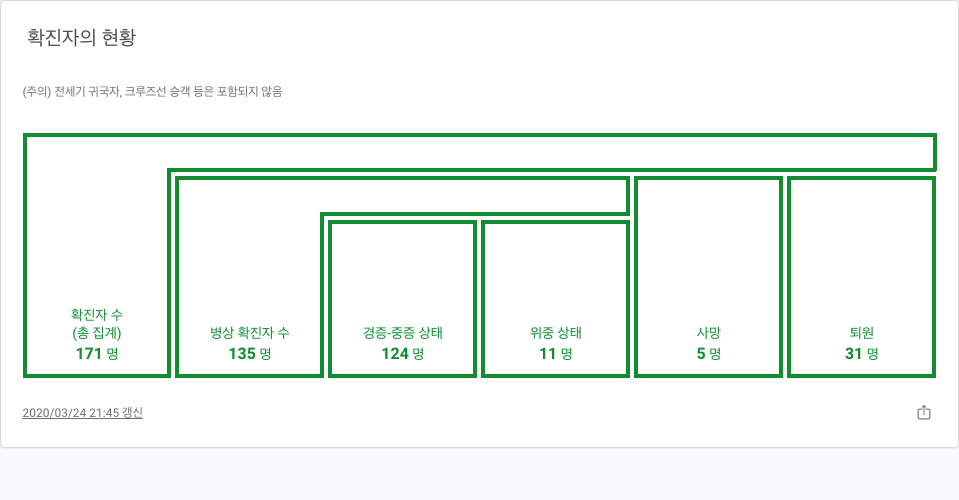 확진자의 현황
(주의) 전세기 귀국자, 크루즈선 승객 등은 포함되지 않음
확진자 수
(총 집계)
171 명
병상 확진자 수
135 명
경증-중증 상태
124 명
위중 상태
11 명
사망
5 명
퇴원
31 명
2020/03/24 21:45 갱신